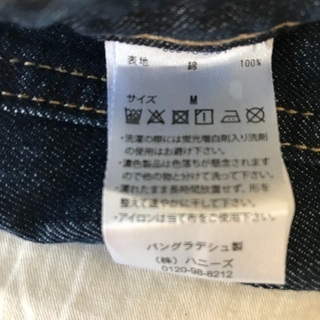 表地 綿 100%
サイズ M
・洗濯の際には蛍光増白剤入り洗剤
の使用はお避け下さい。
・濃色製品は色落ちが懸念されます
ので他の物と分けて洗って下さい。
・濡れたまま長時間放置せず、形を
整えて速やかに干して下さい。
・アイロンは当て布をご使用下さい。
バングラデシュ製
(株) ハニーズ
0120-98-8212